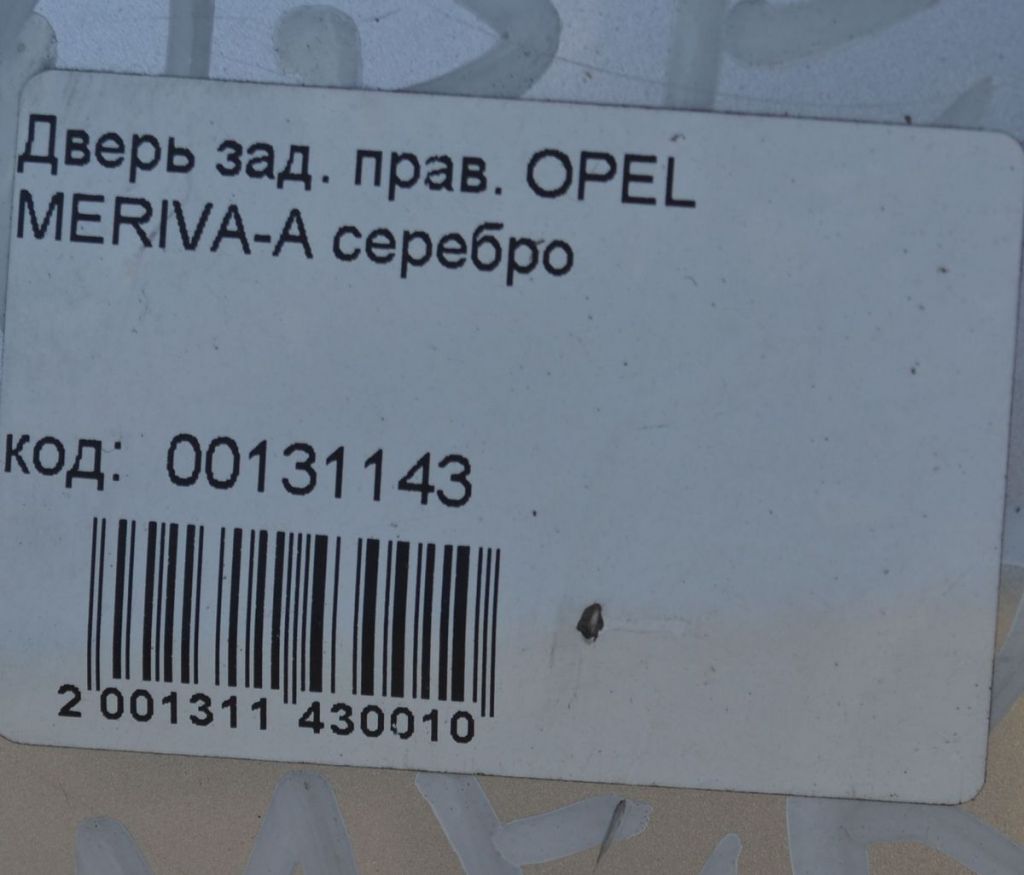 Дверь зад. прав. OPEL
MERIVA-A серебро
код: 00131143
2 001311 430010